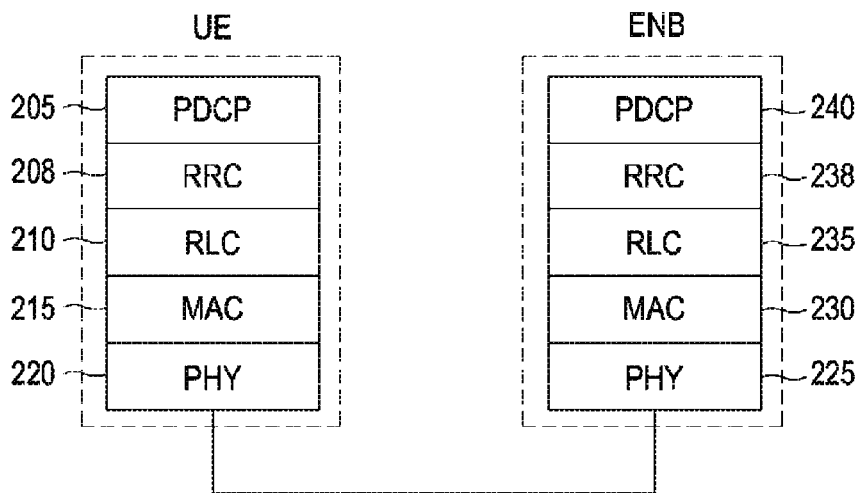 UE ENB
205 PDCP PDCP 240
208 RRC RRC 238
210 RLC RLC 235
215 MAC MAC 230
220 PHY PHY 225